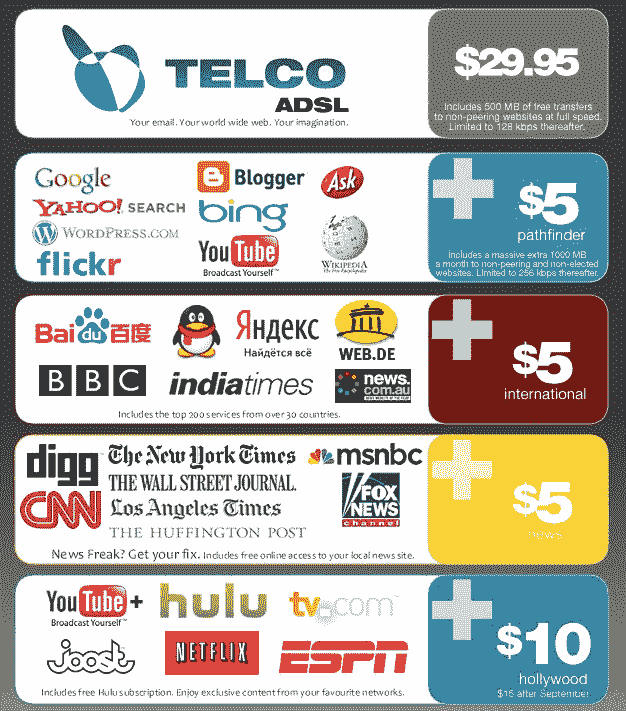 TELCO
ADSL
Your email. Your world wide web. Your imagination.
$29.95
Includes 500 MB of free transfers
to non-peering websites at full speed.
Limited to 128 kbps thereafter.
Google
Blogger
Ask
YAHOO! SEARCH
bing
WORDPRESS.COM
flickr
You Tube
Broadcast Yourself™
WIKIPEDIA
The Free Encyclopedia
+
$5
pathfinder
Includes a massive extra 1000 MB
a month to non-peering and non-elected
websites. Limited to 256 kbps thereafter.
Bai du 百度
Яндекс
Найдётся всё
WEB.DE
BBC
indiatimes
news.
com.au
Includes the top 200 services from over 30 countries.
+
$5
international
digg
The New York Times
msnbc
THE WALL STREET JOURNAL.
CNN
Los Angeles Times
FOX
NEWS
channel
THE HUFFINGTON POST
News Freak? Get your fix. Includes free online access to your local news site.
+
$5
news
You Tube +
Broadcast Yourself™
hulu
tv.com
joost
NETFLIX
ESPN
Includes free Hulu subscription. Enjoy exclusive content from your favourite networks.
+
$10
hollywood
$15 after September